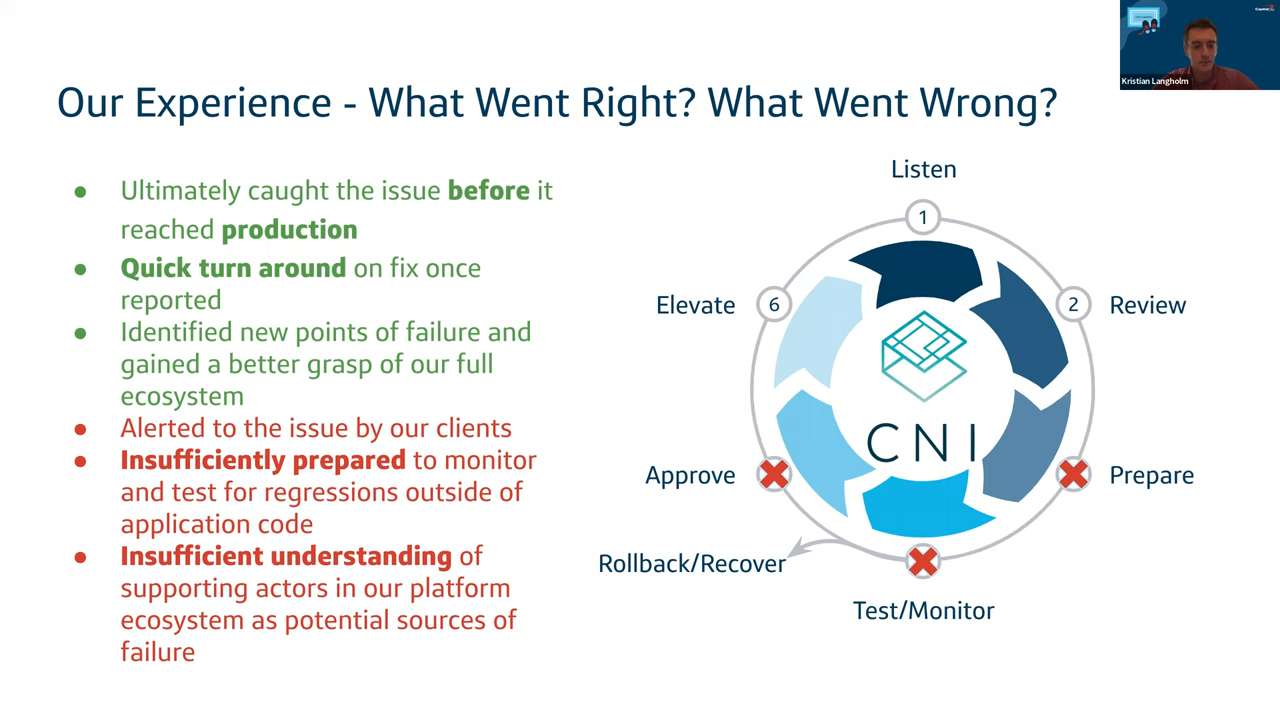 Kristian Langholm
Our Experience - What Went Right? What Went Wrong?
● Ultimately caught the issue before it
reached production
● Quick turn around on fix once
reported
● Identified new points of failure and
gained a better grasp of our full
ecosystem
● Alerted to the issue by our clients
● Insufficiently prepared to monitor
and test for regressions outside of
application code
● Insufficient understanding of
supporting actors in our platform
ecosystem as potential sources of
failure
Listen
1
Elevate
6
2
Review
CNI
Approve
Prepare
Rollback/Recover
Test/Monitor